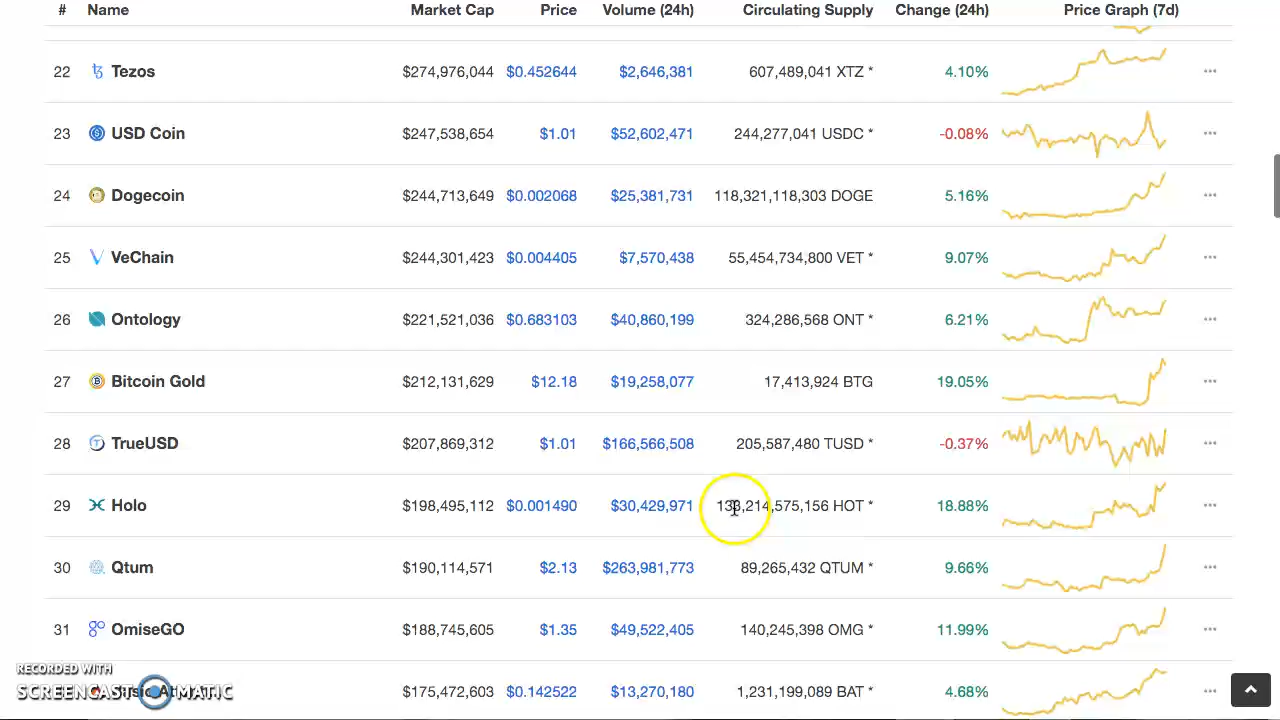 # Name Market Cap Price Volume (24h) Circulating Supply Change (24h) Price Graph (7d)
22 Tezos $274,976,044 $0.452644 $2,646,381 607,489,041 XTZ * 4.10%
23 USD Coin $247,538,654 $1.01 $52,602,471 244,277,041 USDC * -0.08%
24 Dogecoin $244,713,649 $0.002068 $25,381,731 118,321,118,303 DOGE 5.16%
25 VeChain $244,301,423 $0.004405 $7,570,438 55,454,734,800 VET * 9.07%
26 Ontology $221,521,036 $0.683103 $40,860,199 324,286,568 ONT * 6.21%
27 Bitcoin Gold $212,131,629 $12.18 $19,258,077 17,413,924 BTG 19.05%
28 TrueUSD $207,869,312 $1.01 $166,566,508 205,587,480 TUSD * -0.37%
29 Holo $198,495,112 $0.001490 $30,429,971 133,214,575,156 HOT * 18.88%
30 Qtum $190,114,571 $2.13 $263,981,773 89,265,432 QTUM * 9.66%
31 OmiseGO $188,745,605 $1.35 $49,522,405 140,245,398 OMG * 11.99%
RECORDED WITH
SCREENCAST-O-MATIC
$175,472,603 $0.142522 $13,270,180 1,231,199,089 BAT * 4.68%